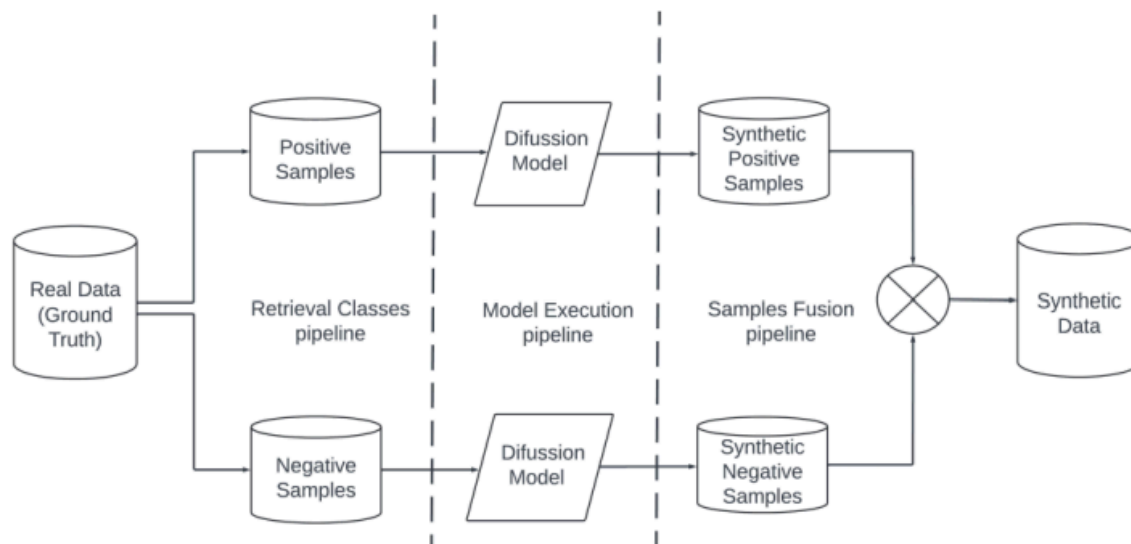 Positive
Samples
Difussion
Model
Synthetic
Positive
Samples
Real Data
(Ground
Truth)
Retrieval Classes
pipeline
Model Execution
pipeline
Samples Fusion
pipeline
Synthetic
Data
Negative
Samples
Difussion
Model
Synthetic
Negative
Samples